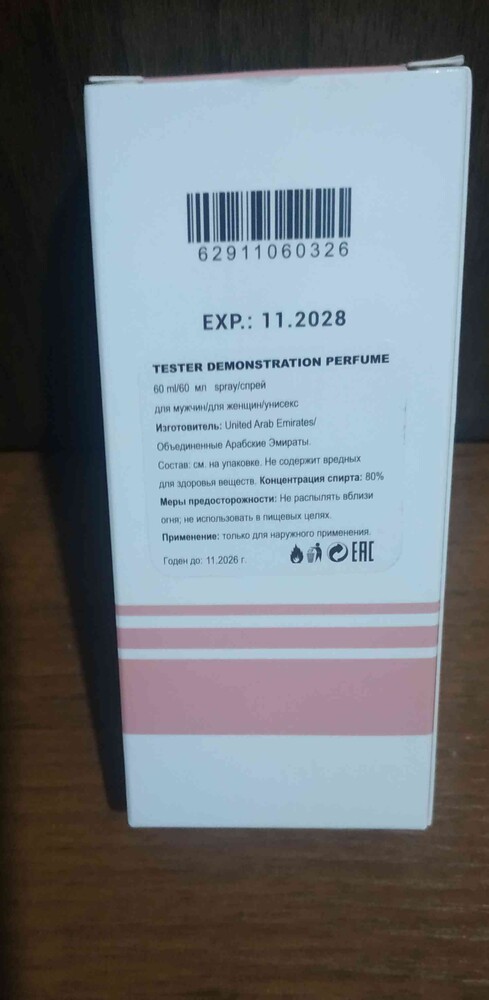 62911060326
EXP.: 11.2028
TESTER DEMONSTRATION PERFUME
60 ml/60 мл spray/спрей
для мужчин/для женщин/унисекс
Изготовитель: United Arab Emirates/
Объединенные Арабские Эмираты.
Состав: см. на упаковке. Не содержит вредных
для здоровья веществ. Концентрация спирта: 80%
Меры предосторожности: Не распылять вблизи
огня; не использовать в пищевых целях.
Применение: только для наружного применения.
Годен до: 11.2026 г. EAC